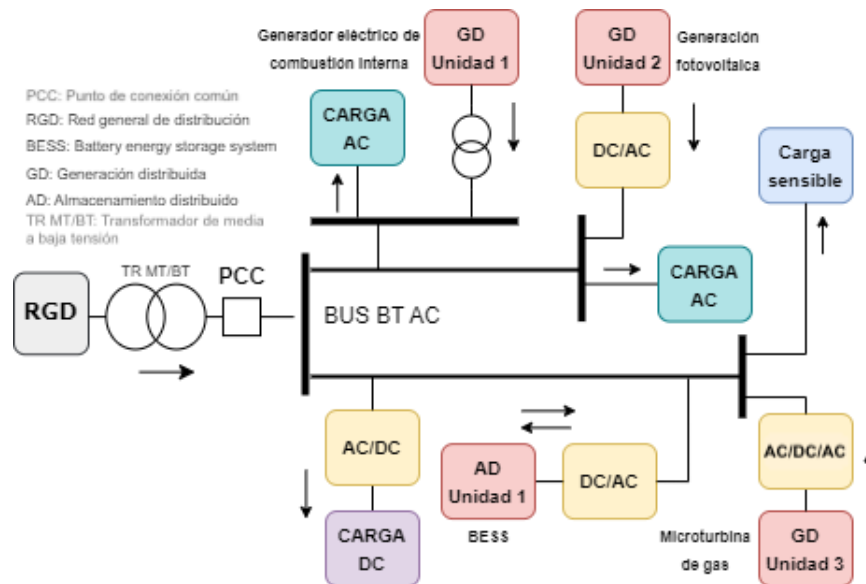 Generador eléctrico de
combustión interna
GD
Unidad 1
GD
Unidad 2
Generación
fotovoltaica
PCC: Punto de conexión común
RGD: Red general de distribución
BESS: Battery energy storage system
GD: Generación distribuida
AD: Almacenamiento distribuido
TR MT/BT: Transformador de media
a baja tensión
CARGA
AC
DC/AC
Carga
sensible
TR MT/BT
PCC
RGD
BUS BT AC
CARGA
AC
AC/DC
AD
Unidad 1
DC/AC
AC/DC/AC
BESS
CARGA
DC
Microturbina
de gas
GD
Unidad 3